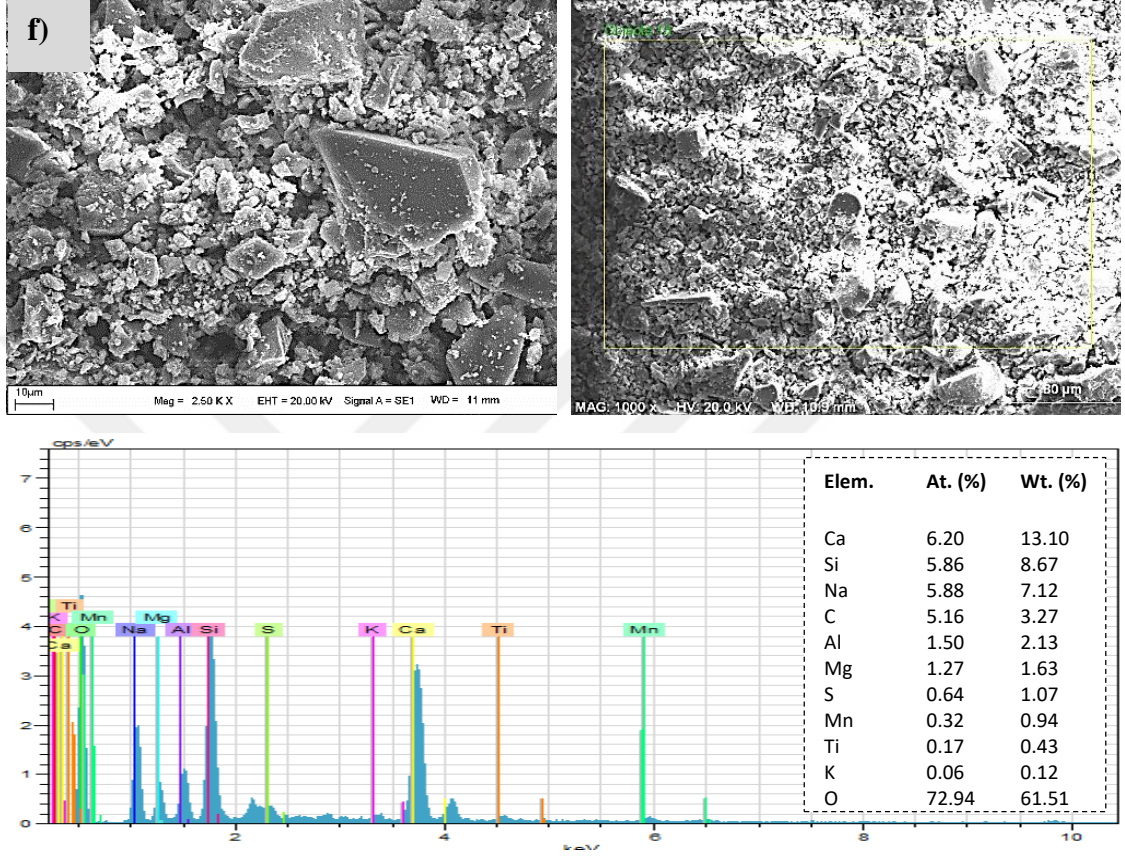 f)
10µm
Mag = 2.50 K X EHT = 20.00 kV Signal A = SE1 WD = 11 mm
MAG: 1000 x HV: 20.0 kV WD: 10.9 mm
cps/eV
7
6
5
4
3
2
1
0
Ti
K Mn Mg
C O Na Al Si S K Ca Ti Mn
Ca
2 4 6 8 10
keV
Elem. At. (%) Wt. (%)
Ca 6.20 13.10
Si 5.86 8.67
Na 5.88 7.12
C 5.16 3.27
Al 1.50 2.13
Mg 1.27 1.63
S 0.64 1.07
Mn 0.32 0.94
Ti 0.17 0.43
K 0.06 0.12
O 72.94 61.51